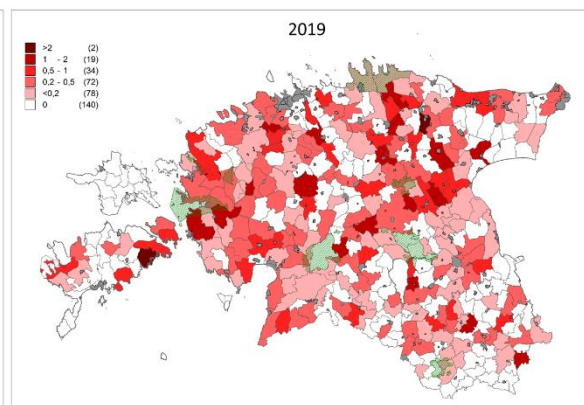 2019
>2 (2)
1 - 2 (19)
0,5 - 1 (34)
0,2 - 0,5 (72)
<0,2 (78)
0 (140)